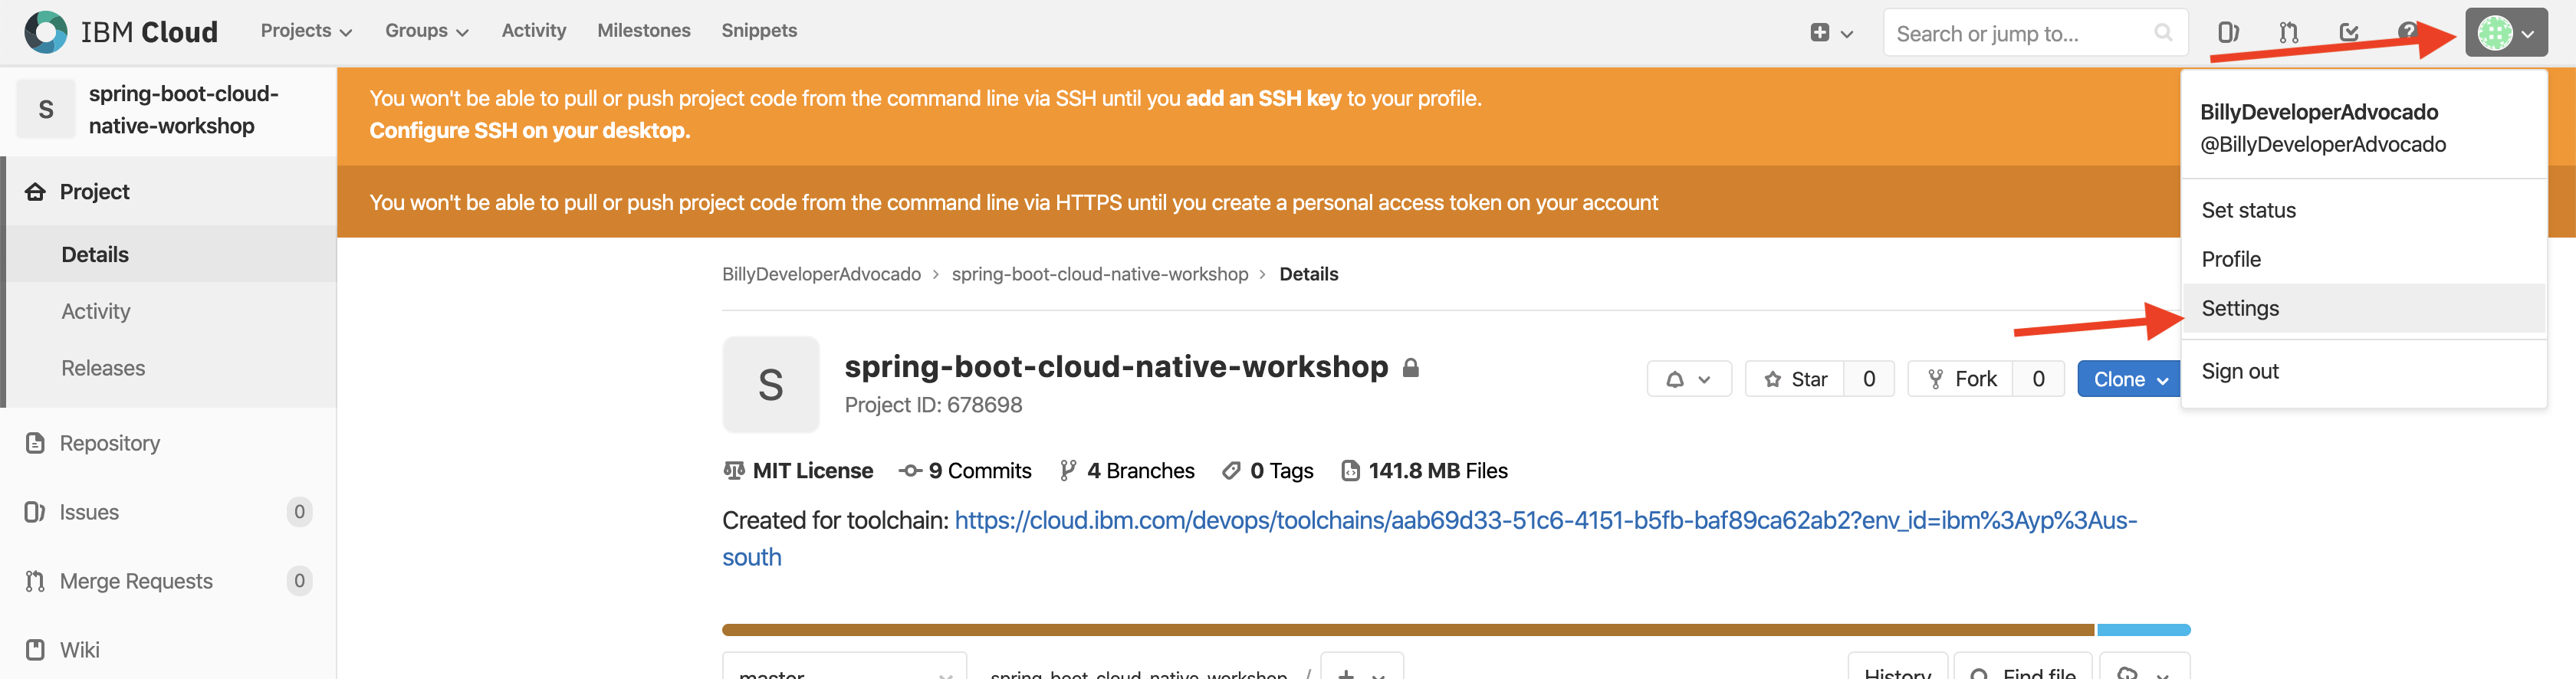 IBM Cloud
Projects
Groups
Activity
Milestones
Snippets
Search or jump to...
spring-boot-cloud-
native-workshop
S
Project
Details
Activity
Releases
Repository
Issues 0
Merge Requests 0
Wiki
You won't be able to pull or push project code from the command line via SSH until you add an SSH key to your profile.
Configure SSH on your desktop.
You won't be able to pull or push project code from the command line via HTTPS until you create a personal access token on your account
BillyDeveloperAdvocado
@BillyDeveloperAdvocado
Set status
Profile
Settings
Sign out
BillyDeveloperAdvocado > spring-boot-cloud-native-workshop > Details
S
spring-boot-cloud-native-workshop
Project ID: 678698
Star 0
Fork 0
Clone
MIT License 9 Commits 4 Branches 0 Tags 141.8 MB Files
Created for toolchain: https://cloud.ibm.com/devops/toolchains/aab69d33-51c6-4151-b5fb-baf89ca62ab2?env_id=ibm%3Ayp%3Aus-
south
master
spring-boot-cloud-native-workshop /
History
Find file